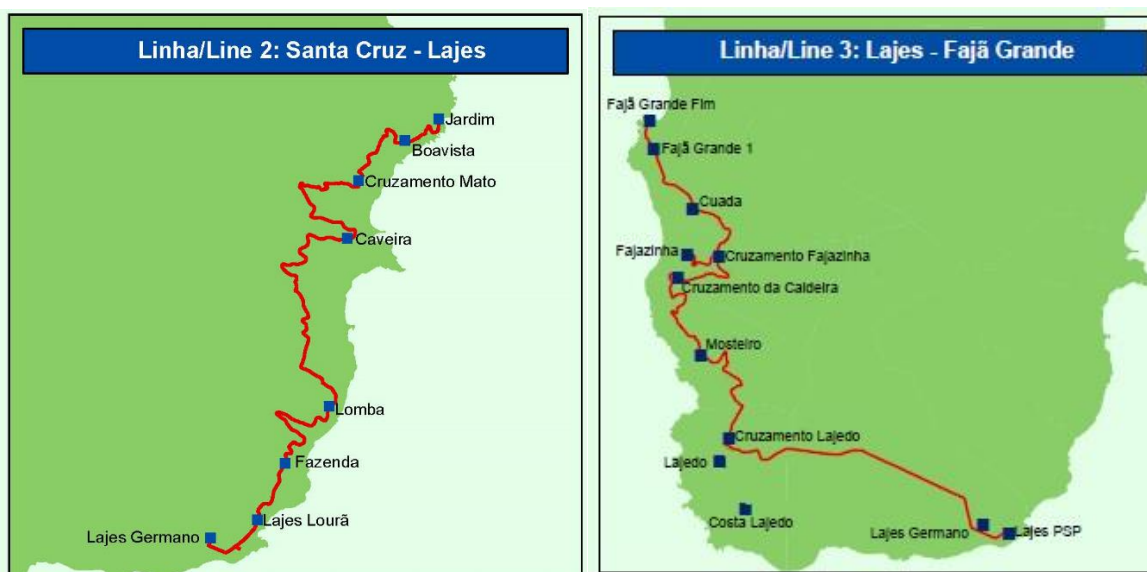 Linha/Line 2: Santa Cruz - Lajes
Jardim
Boavista
Cruzamento Mato
Caveira
Lomba
Fazenda
Lajes Lourã
Lajes Germano
Linha/Line 3: Lajes - Fajã Grande
Fajã Grande Fim
Fajã Grande 1
Cuada
Fajazinha
Cruzamento Fajazinha
Cruzamento da Caldeira
Mosteiro
Cruzamento Lajedo
Lajedo
Costa Lajedo
Lajes Germano
Lajes PSP